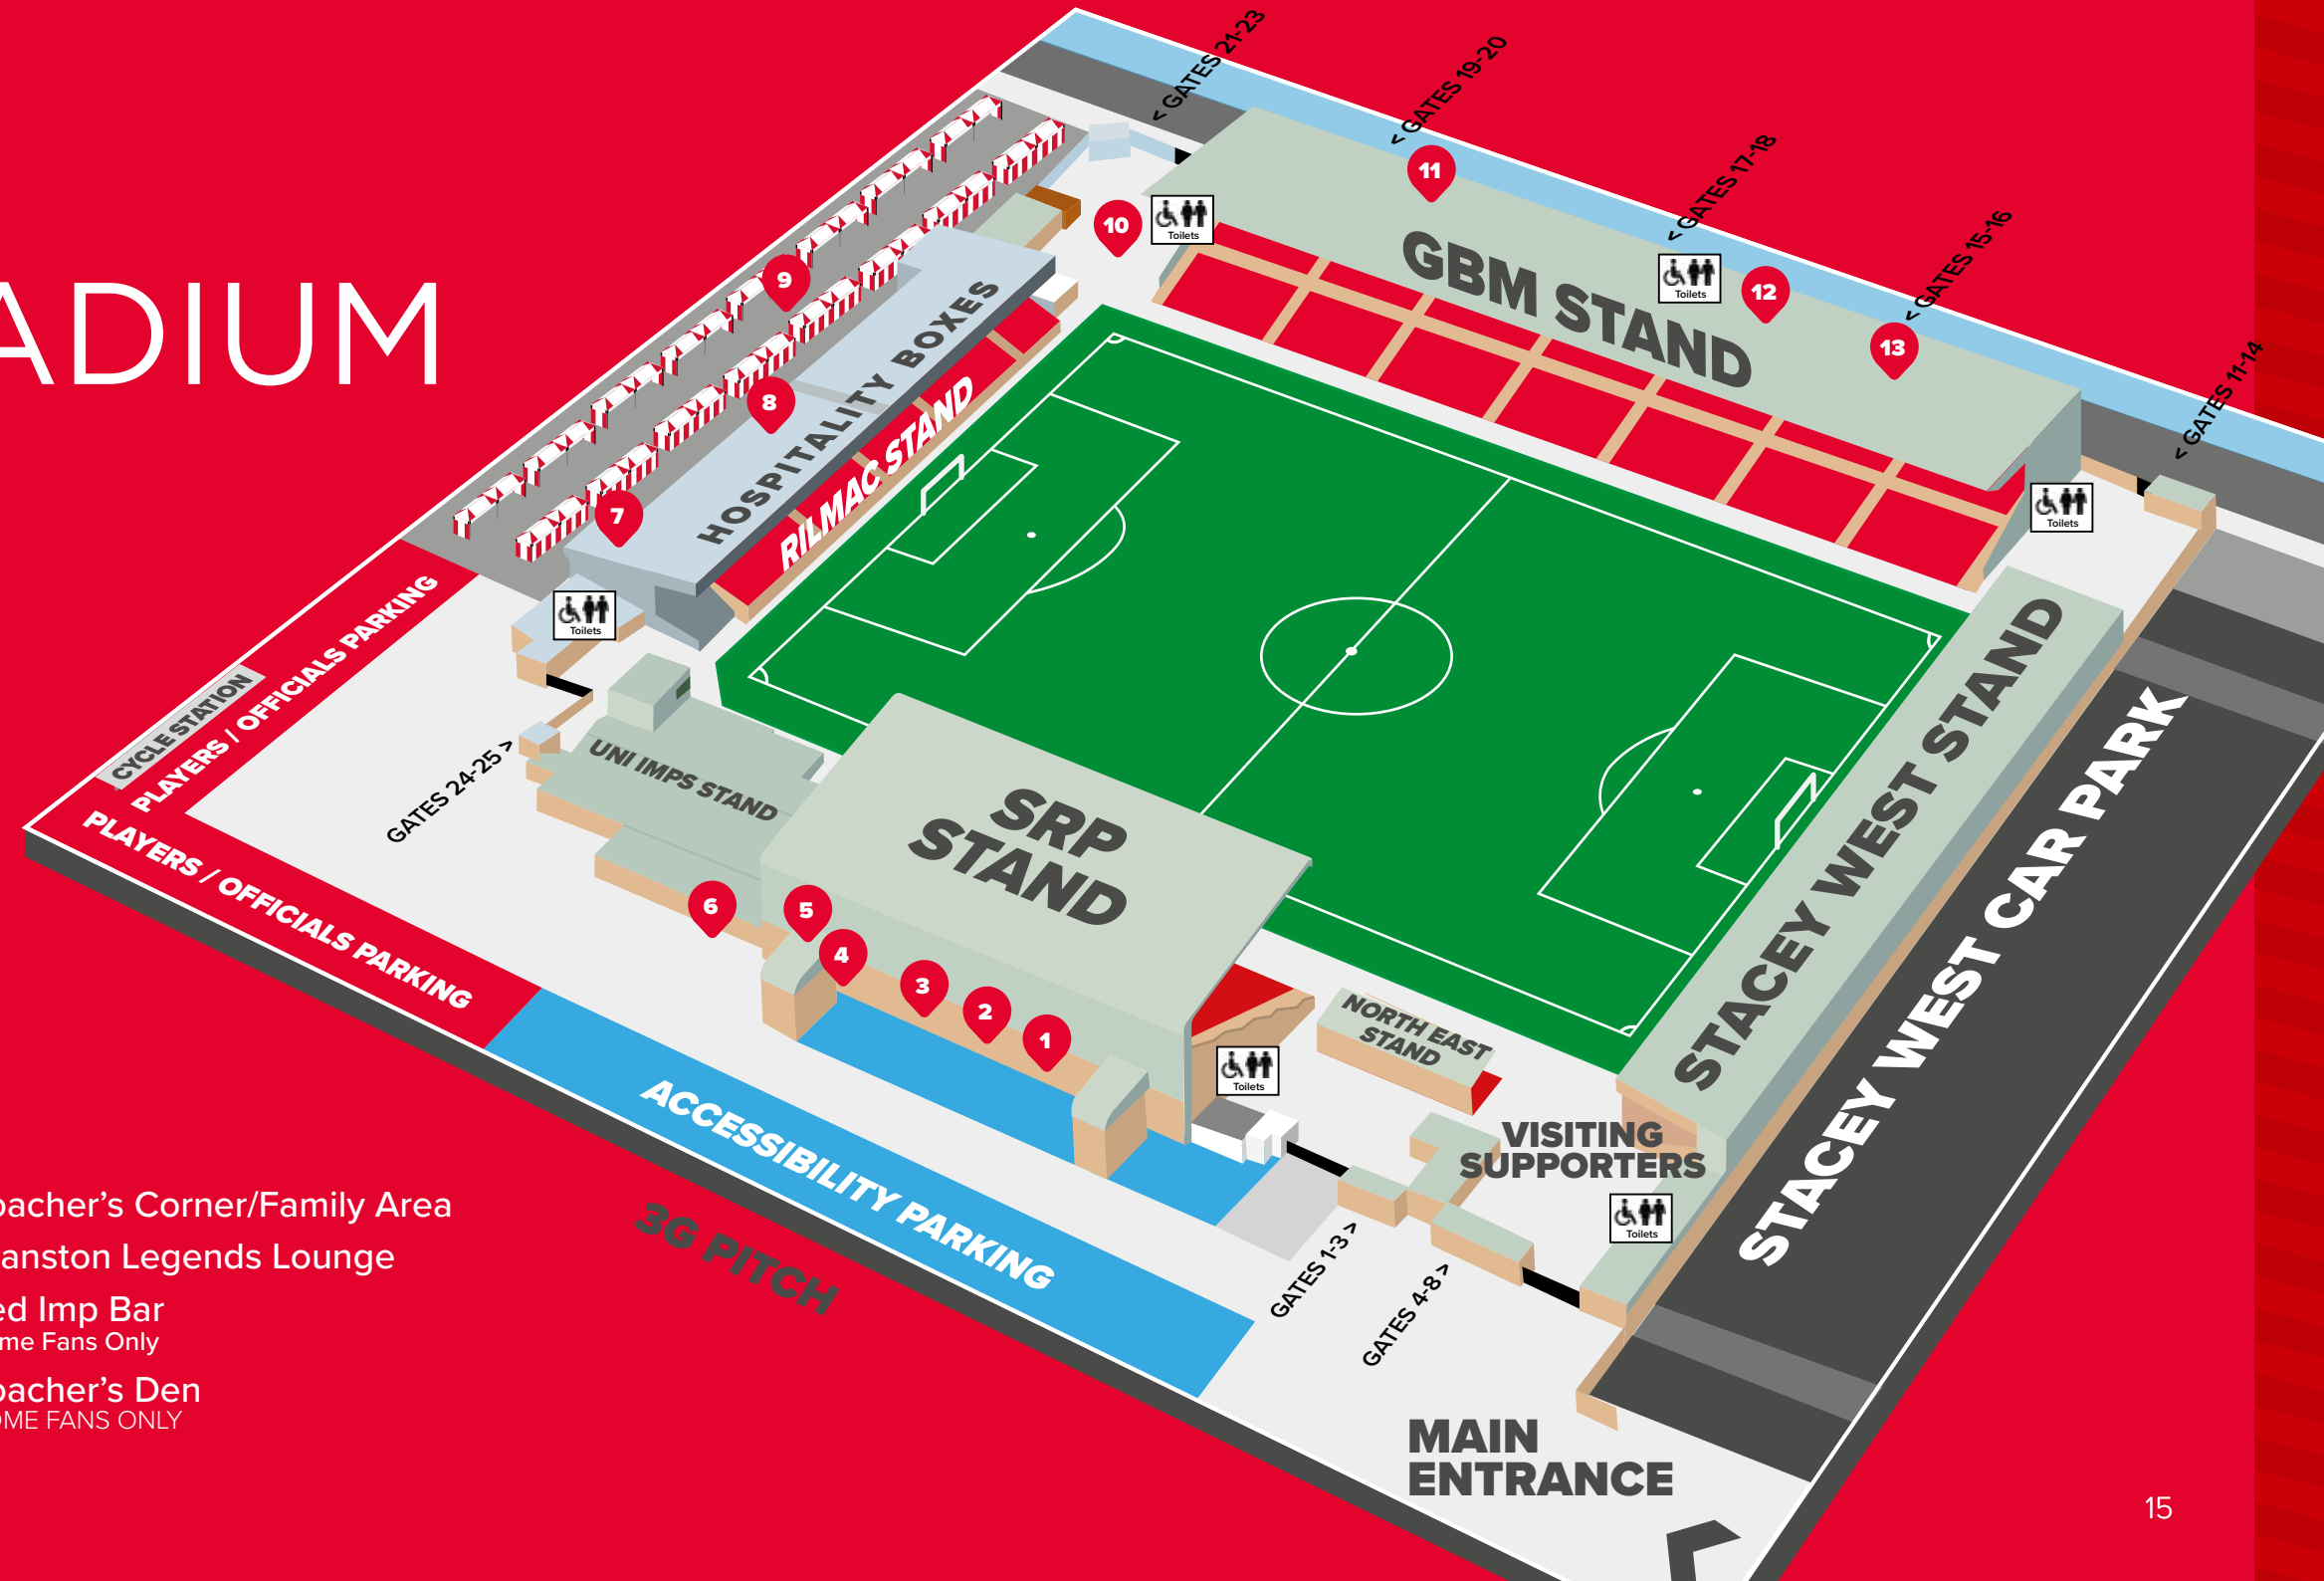 < GATES 21-23
< GATES 19-20
< GATES 17-18
< GATES 15-16
< GATES 11-14
11
10
Toilets
GBM STAND
Toilets
12
13
9
8
7
HOSPITALITY BOXES
RILMAC STAND
ADIUM
Toilets
Toilets
CYCLE STATION
PLAYERS / OFFICIALS PARKING
PLAYERS / OFFICIALS PARKING
GATES 24-25 >
UNI IMPS STAND
SRP
STAND
STACEY WEST STAND
STACEY WEST CAR PARK
6
5
4
3
2
1
NORTH EAST
STAND
Toilets
VISITING
SUPPORTERS
Toilets
ACCESSIBILITY PARKING
3G PITCH
GATES 1-3 >
GATES 4-8 >
MAIN
ENTRANCE
oacher's Corner/Family Area
anston Legends Lounge
ed Imp Bar
me Fans Only
oacher's Den
OME FANS ONLY
15